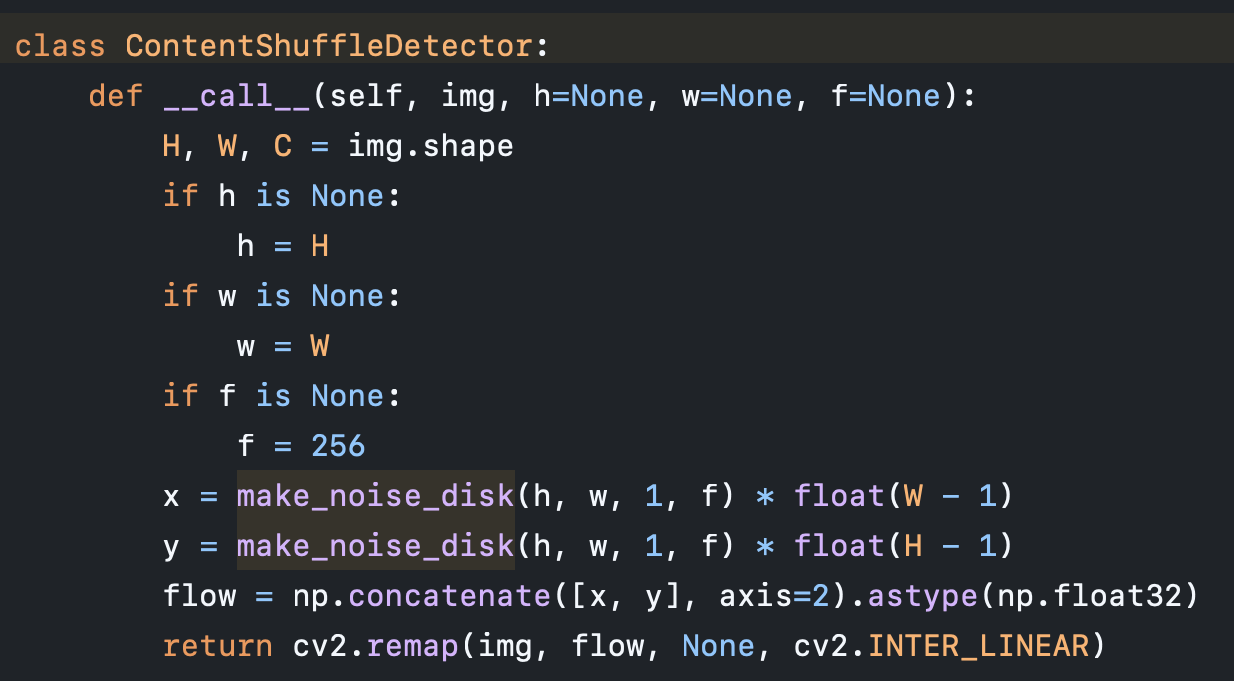 class ContentShuffleDetector:
    def __call__(self, img, h=None, w=None, f=None):
        H, W, C = img.shape
        if h is None:
            h = H
        if w is None:
            w = W
        if f is None:
            f = 256
        x = make_noise_disk(h, w, 1, f) * float(W - 1)
        y = make_noise_disk(h, w, 1, f) * float(H - 1)
        flow = np.concatenate([x, y], axis=2).astype(np.float32)
        return cv2.remap(img, flow, None, cv2.INTER_LINEAR)